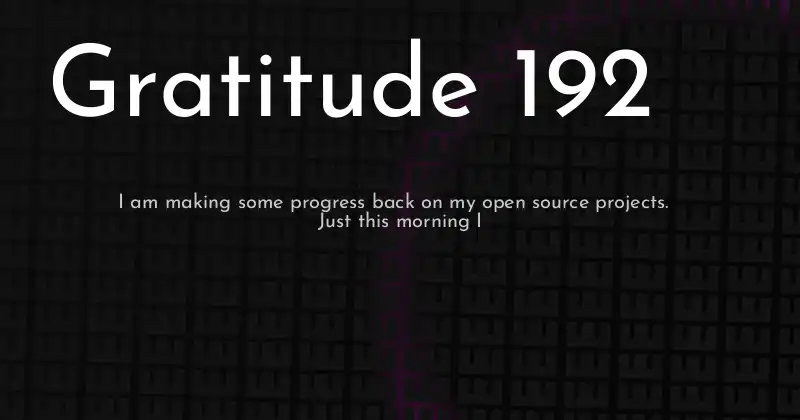 Gratitude 192
I am making some progress back on my open source projects.
Just this morning I